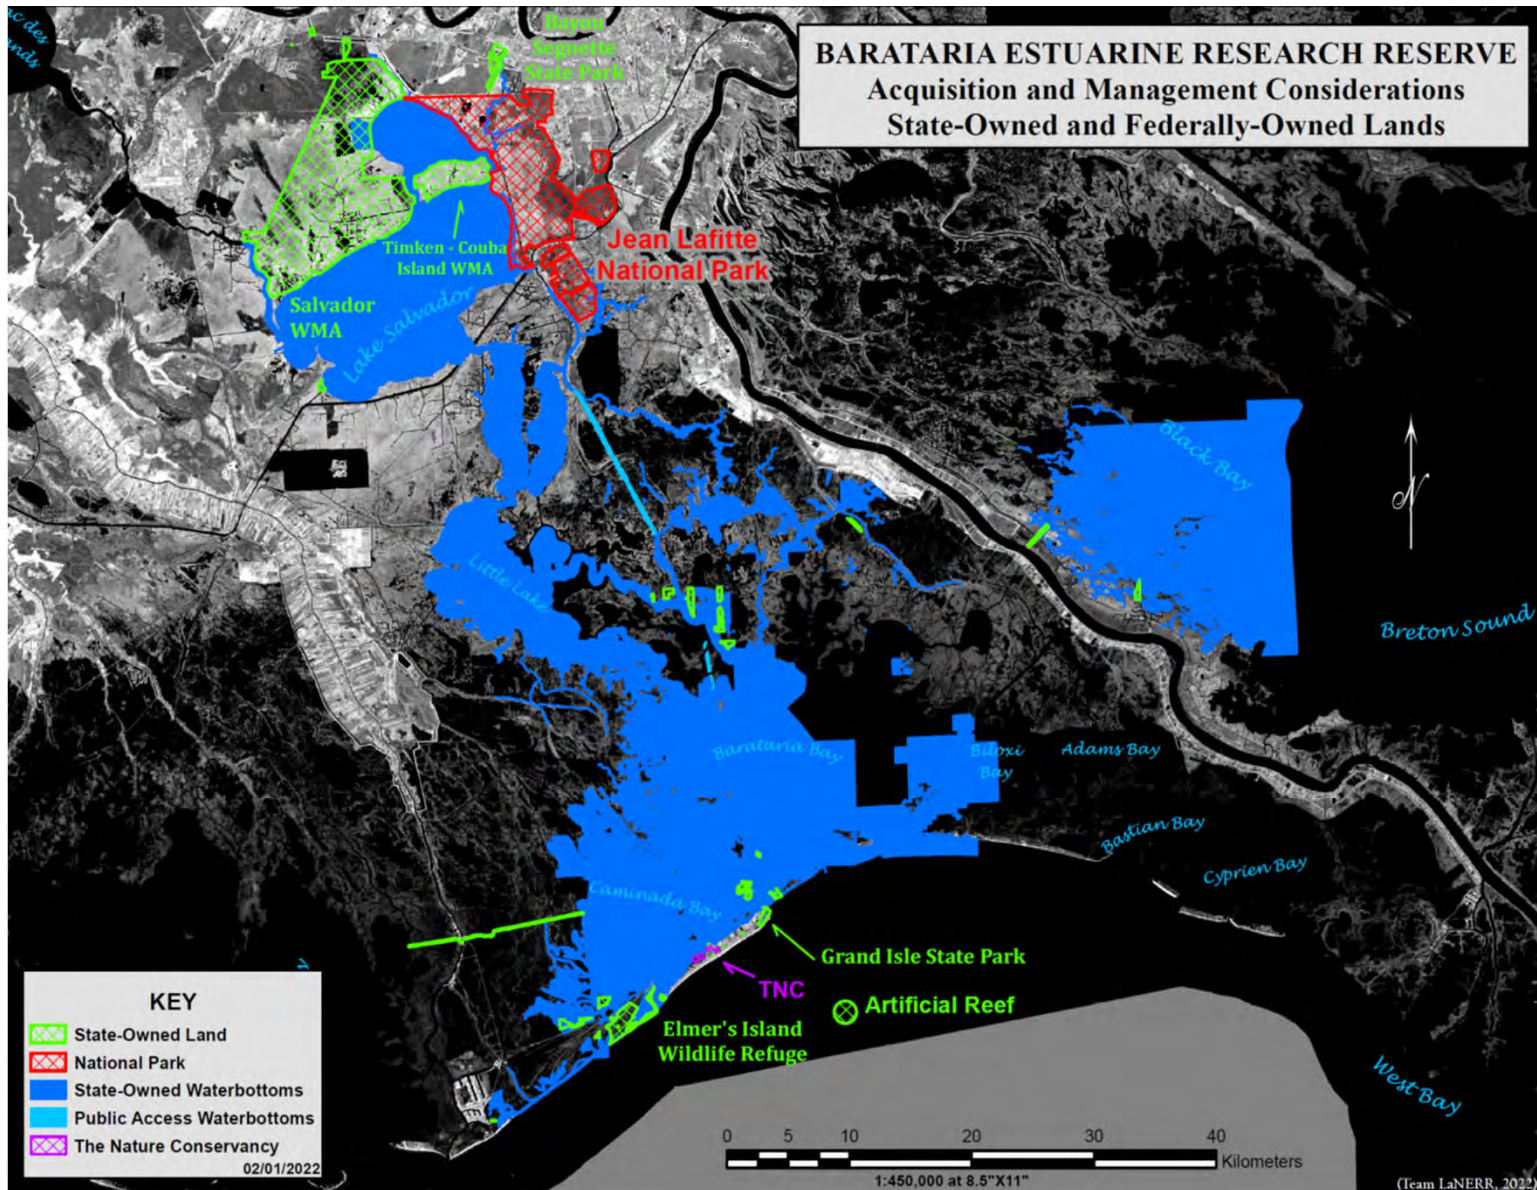 BARATARIA ESTUARINE RESEARCH RESERVE
Acquisition and Management Considerations
State-Owned and Federally-Owned Lands
ac des
ands
Bayou
Segnette
State Park
Timken - Couba
Island WMA
Jean Lafitte
National Park
Salvador
WMA
Lake Salvador
Black Bay
N
Little Lake
Breton Sound
Barataria Bay
Biloxi
Bay
Adams Bay
Bastian Bay
Cyprien Bay
Caminada Bay
Grand Isle State Park
TNC
Artificial Reef
Elmer's Island
Wildlife Refuge
West Bay
KEY
State-Owned Land
National Park
State-Owned Waterbottoms
Public Access Waterbottoms
The Nature Conservancy
02/01/2022
0 5 10 20 30 40
Kilometers
1:450,000 at 8.5"X11"
(Team LaNERR, 2022)